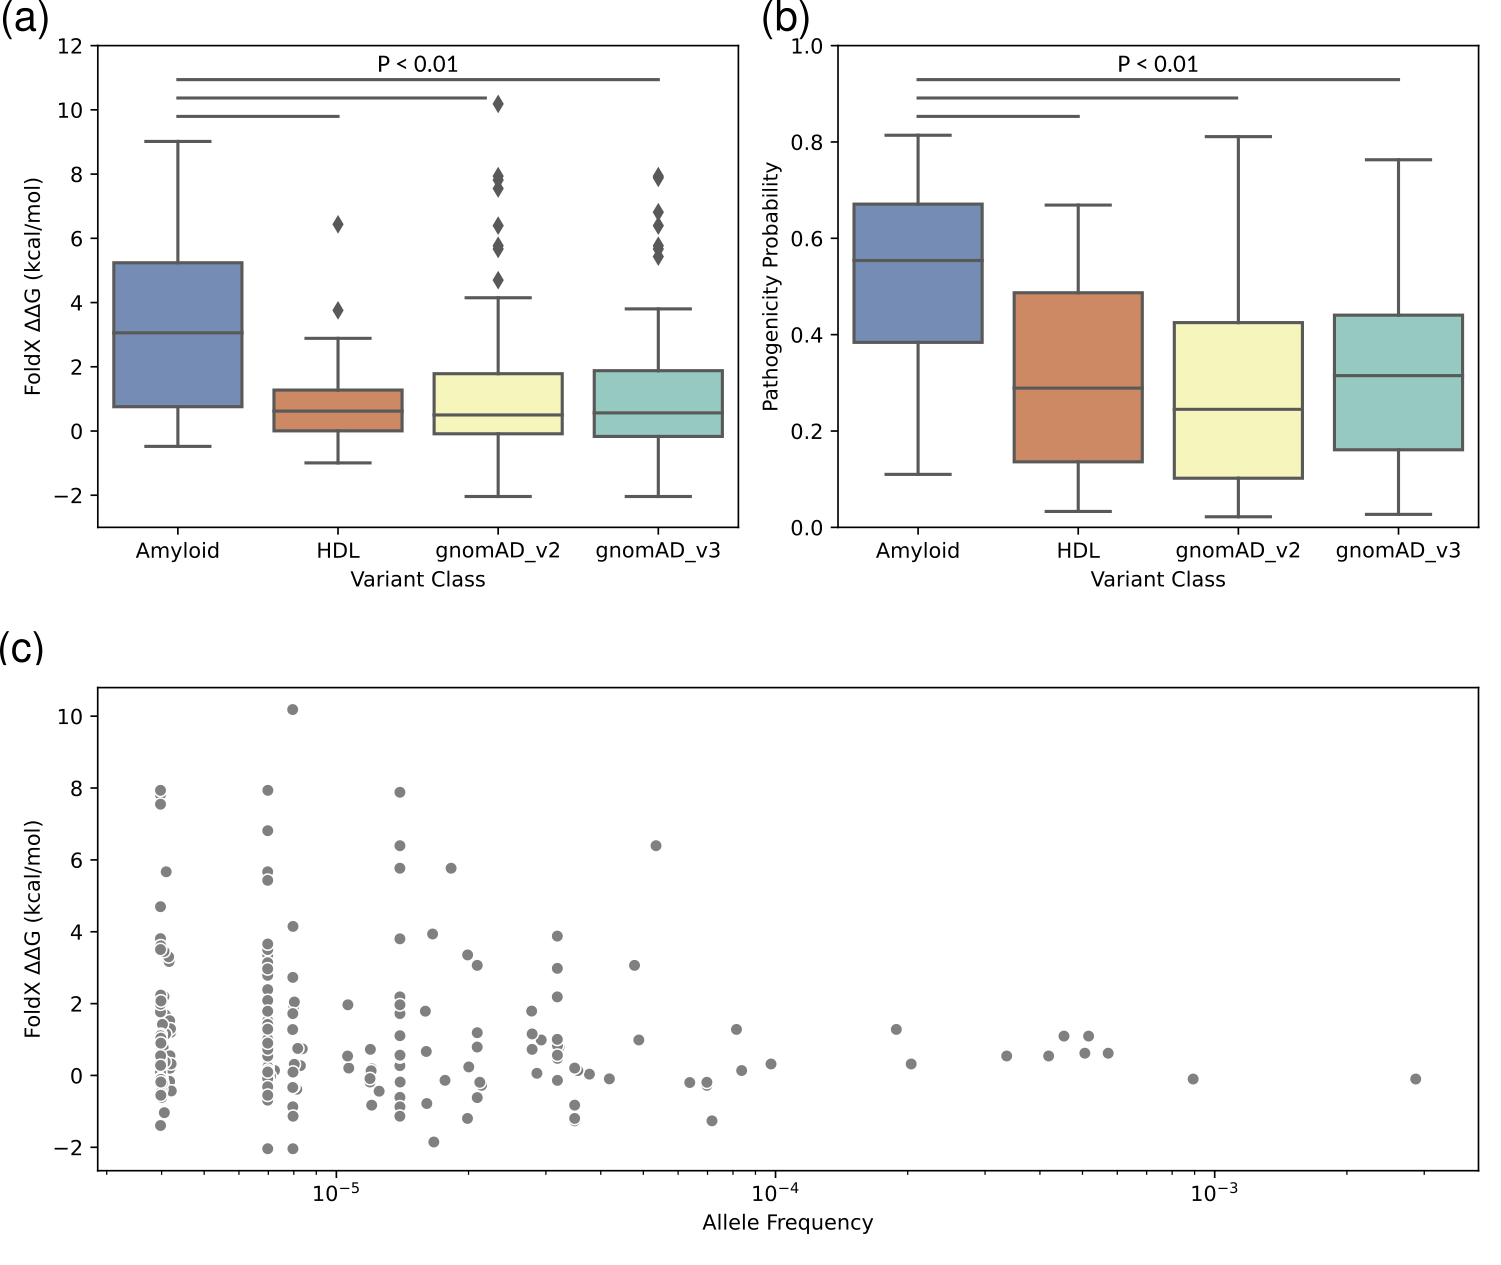 (a)
P < 0.01
FoldX ΔΔG (kcal/mol)
12
10
8
6
4
2
0
−2
Amyloid HDL gnomAD_v2 gnomAD_v3
Variant Class
(b)
P < 0.01
Pathogenicity Probability
1.0
0.8
0.6
0.4
0.2
0.0
Amyloid HDL gnomAD_v2 gnomAD_v3
Variant Class
(c)
FoldX ΔΔG (kcal/mol)
10
8
6
4
2
0
−2
10⁻⁵ 10⁻⁴ 10⁻³
Allele Frequency